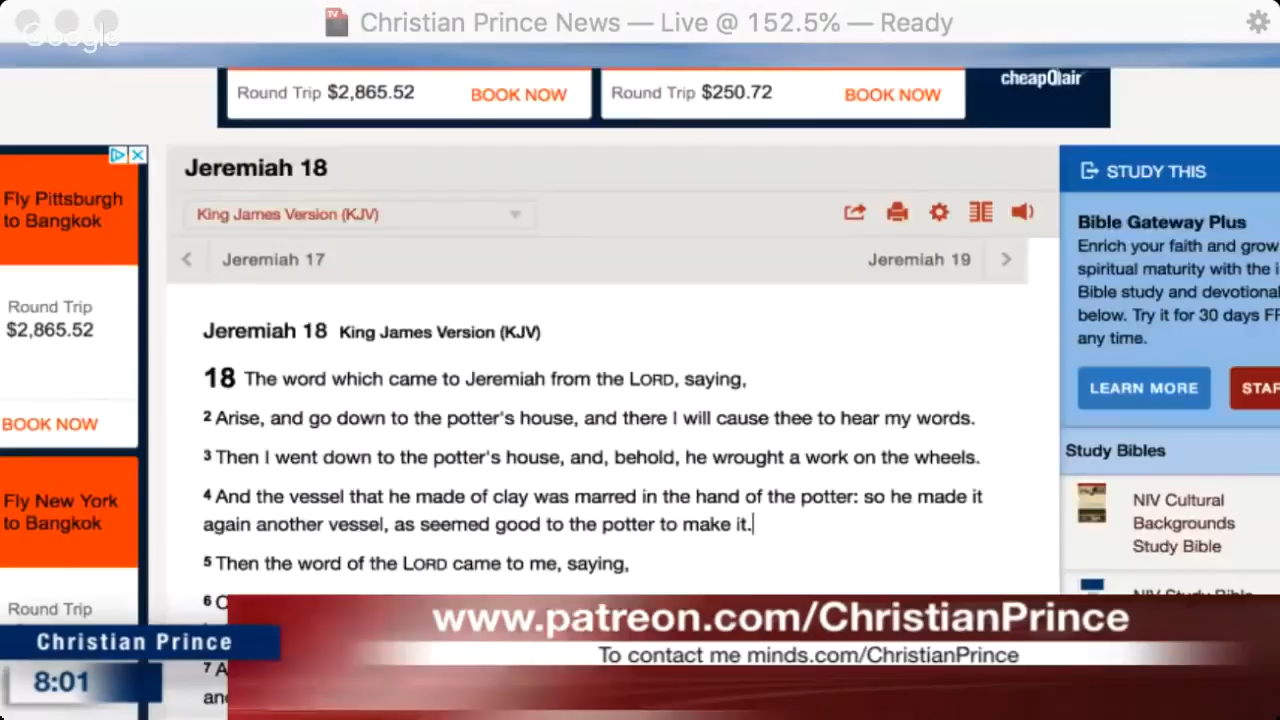 Christian Prince News — Live @ 152.5% — Ready
Google
Round Trip $2,865.52 BOOK NOW
Round Trip $250.72 BOOK NOW
cheapOair
Fly Pittsburgh
to Bangkok
Round Trip
$2,865.52
BOOK NOW
Fly New York
to Bangkok
Round Trip
Jeremiah 18
King James Version (KJV)
Jeremiah 17
Jeremiah 19
Jeremiah 18 King James Version (KJV)
18 The word which came to Jeremiah from the LORD, saying,
2 Arise, and go down to the potter's house, and there I will cause thee to hear my words.
3 Then I went down to the potter's house, and, behold, he wrought a work on the wheels.
4 And the vessel that he made of clay was marred in the hand of the potter: so he made it
again another vessel, as seemed good to the potter to make it.
5 Then the word of the LORD came to me, saying,
6
7
STUDY THIS
Bible Gateway Plus
Enrich your faith and grow
spiritual maturity with the
Bible study and devotional
below. Try it for 30 days
any time.
LEARN MORE
Study Bibles
NIV Cultural
Backgrounds
Study Bible
NIV Study Bible
www.patreon.com/ChristianPrince
To contact me minds.com/ChristianPrince
Christian Prince
8:01